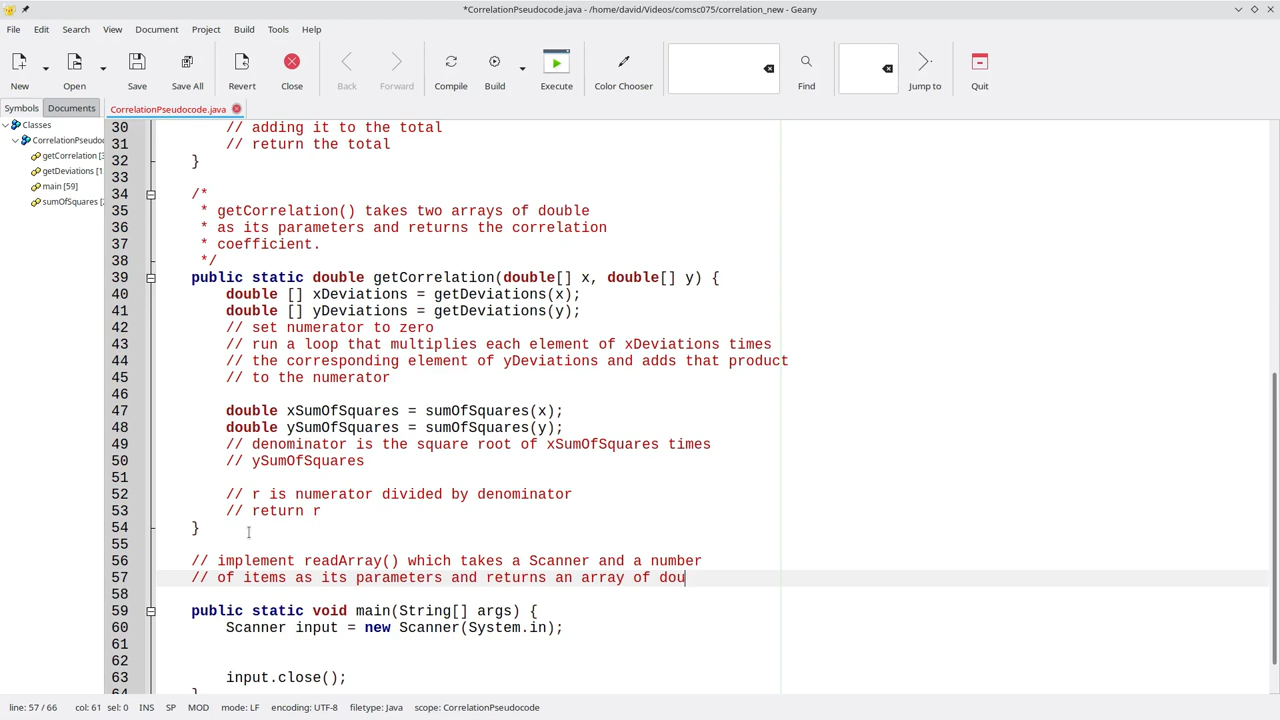 *CorrelationPseudocode.java - /home/david/Videos/comsc075/correlation_new - Geany
File Edit Search View Document Project Build Tools Help
New Open Save Save All Revert Close Back Forward Compile Build Execute Color Chooser Find Jump to Quit
Symbols Documents CorrelationPseudocode.java
Classes
CorrelationPseudoc
getCorrelation [3
getDeviations [1
main [59]
sumOfSquares [
30 // adding it to the total
31 // return the total
32 }
33
34 /*
35 * getCorrelation() takes two arrays of double
36 * as its parameters and returns the correlation
37 * coefficient.
38 */
39 public static double getCorrelation(double[] x, double[] y) {
40 double [] xDeviations = getDeviations(x);
41 double [] yDeviations = getDeviations(y);
42 // set numerator to zero
43 // run a loop that multiplies each element of xDeviations times
44 // the corresponding element of yDeviations and adds that product
45 // to the numerator
46
47 double xSumOfSquares = sumOfSquares(x);
48 double ySumOfSquares = sumOfSquares(y);
49 // denominator is the square root of xSumOfSquares times
50 // ySumOfSquares
51
52 // r is numerator divided by denominator
53 // return r
54 }
55
56 // implement readArray() which takes a Scanner and a number
57 // of items as its parameters and returns an array of dou
58
59 public static void main(String[] args) {
60 Scanner input = new Scanner(System.in);
61
62
63 input.close();
64 }
line: 57 / 66 col: 61 sel: 0 INS SP MOD mode: LF encoding: UTF-8 filetype: Java scope: CorrelationPseudocode